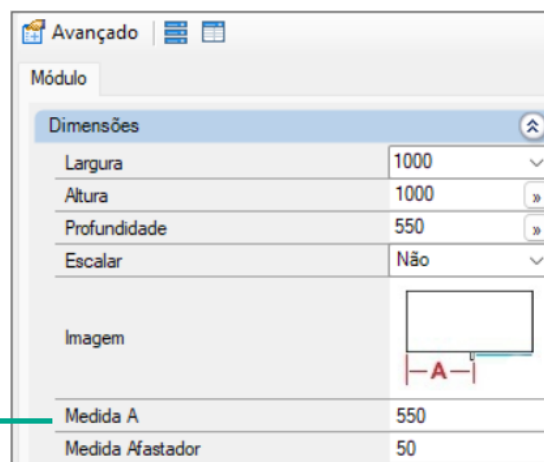 Avançado
Módulo
Dimensões
Largura 1000
Altura 1000 »
Profundidade 550 »
Escalar Não
Imagem
A
Medida A 550
Medida Afastador 50